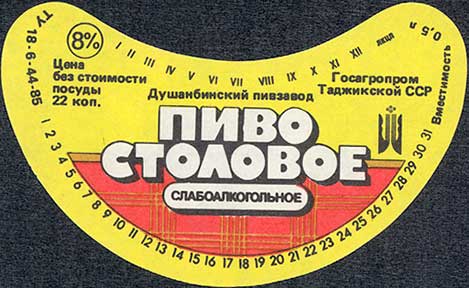 ТУ 18-6-44-85
8%
I II III IV V VI VII VIII IX X XI XII
0,5 л
Вместимость
Цена
без стоимости
посуды
22 коп.
Душанбинский пивзавод
Госагропром
Таджикской ССР
ПИВО
СТОЛОВОЕ
СЛАБОАЛКОГОЛЬНОЕ
1 2 3 4 5 6 7 8 9 10 11 12 13 14 15 16 17 18 19 20 21 22 23 24 25 26 27 28 29 30 31